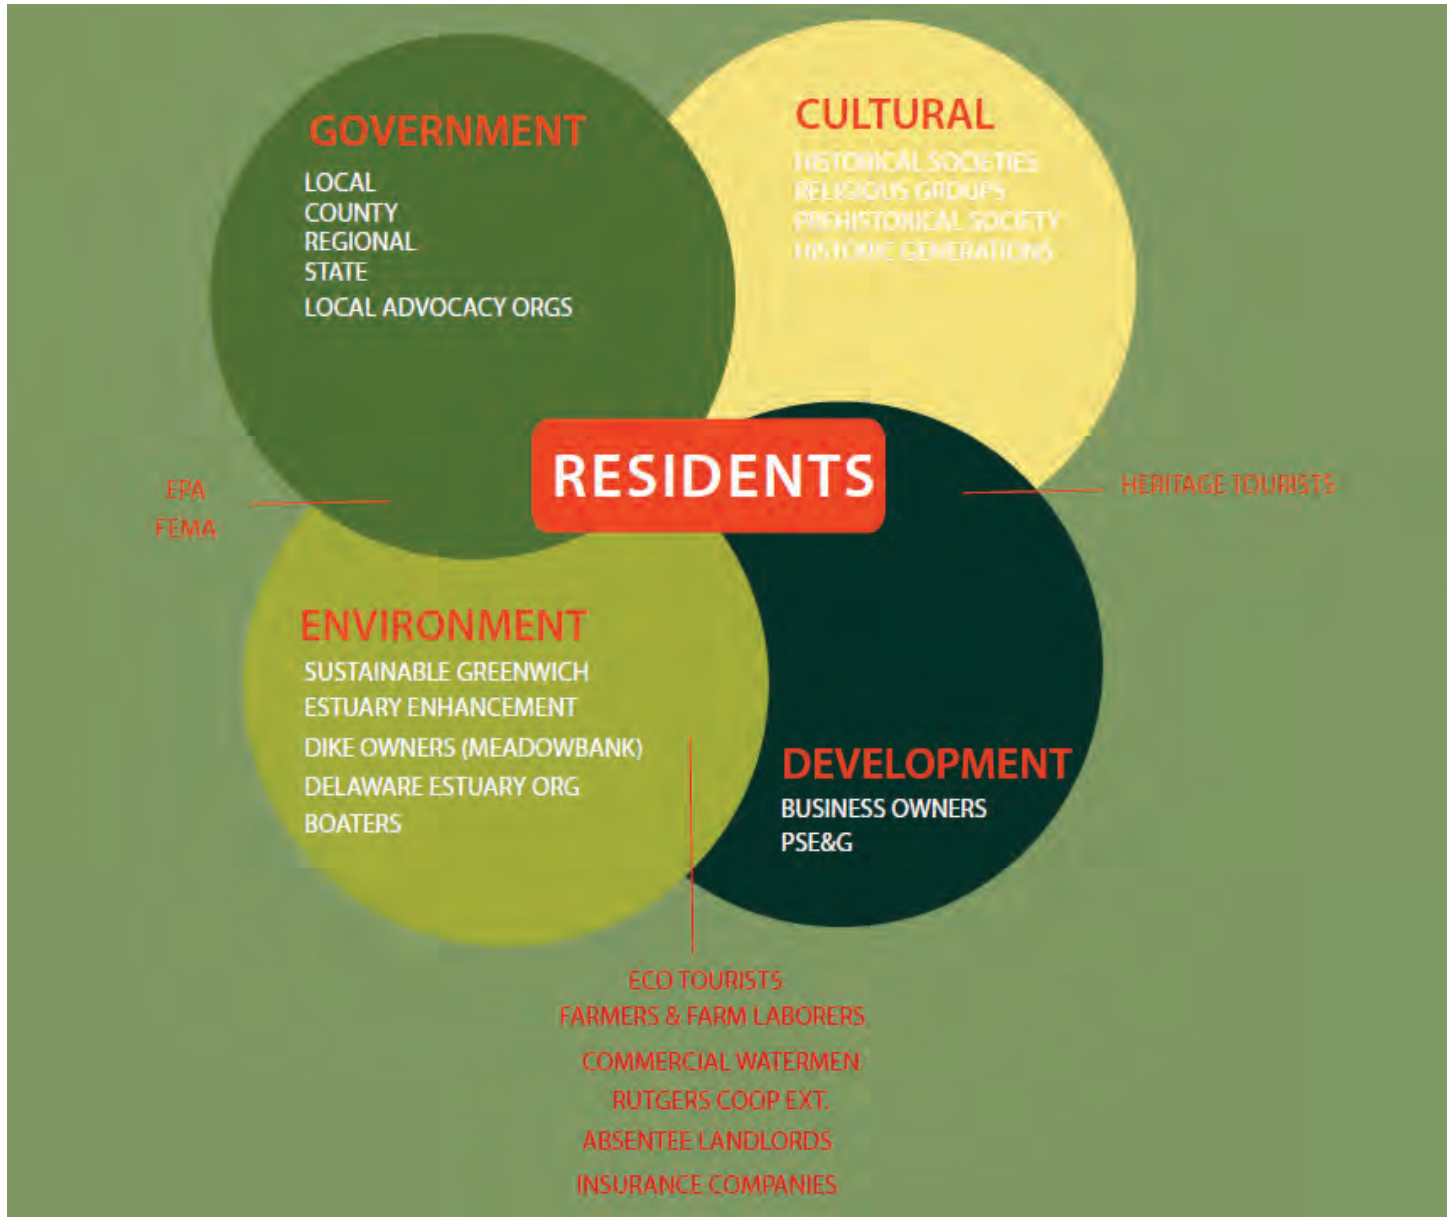 GOVERNMENT
LOCAL
COUNTY
REGIONAL
STATE
LOCAL ADVOCACY ORGS
CULTURAL
HISTORICAL SOCIETIES
RELIGIOUS GROUPS
PREHISTORICAL SOCIETY
HISTORIC GENERATIONS
RESIDENTS
EPA
FEMA
HERITAGE TOURISTS
ENVIRONMENT
SUSTAINABLE GREENWICH
ESTUARY ENHANCEMENT
DIKE OWNERS (MEADOWBANK)
DELAWARE ESTUARY ORG
BOATERS
DEVELOPMENT
BUSINESS OWNERS
PSE&G
ECO TOURISTS
FARMERS & FARM LABORERS
COMMERCIAL WATERMEN
RUTGERS COOP EXT.
ABSENTEE LANDLORDS
INSURANCE COMPANIES